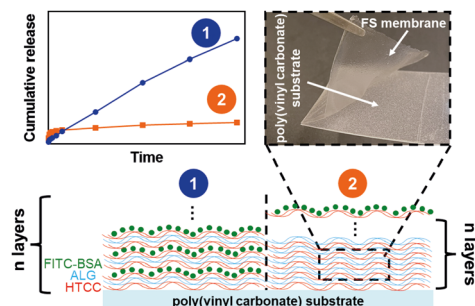 Cumulative release
1
2
Time
FS membrane
poly(vinyl carbonate)
substrate
1
2
n layers
FITC-BSA
ALG
HTCC
n layers
poly(vinyl carbonate) substrate